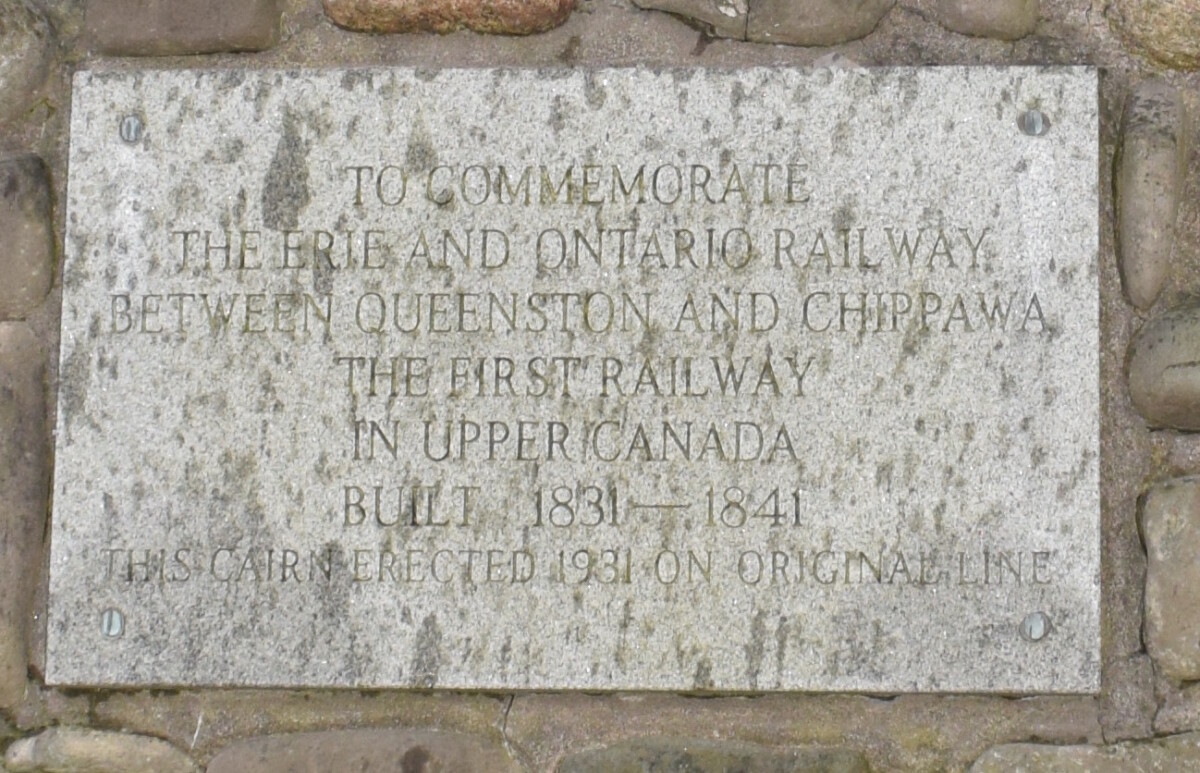 TO COMMEMORATE
THE ERIE AND ONTARIO RAILWAY
BETWEEN QUEENSTON AND CHIPPAWA
THE FIRST RAILWAY
IN UPPER CANADA
BUILT 1831 — 1841
THIS CAIRN ERECTED 1931 ON ORIGINAL LINE